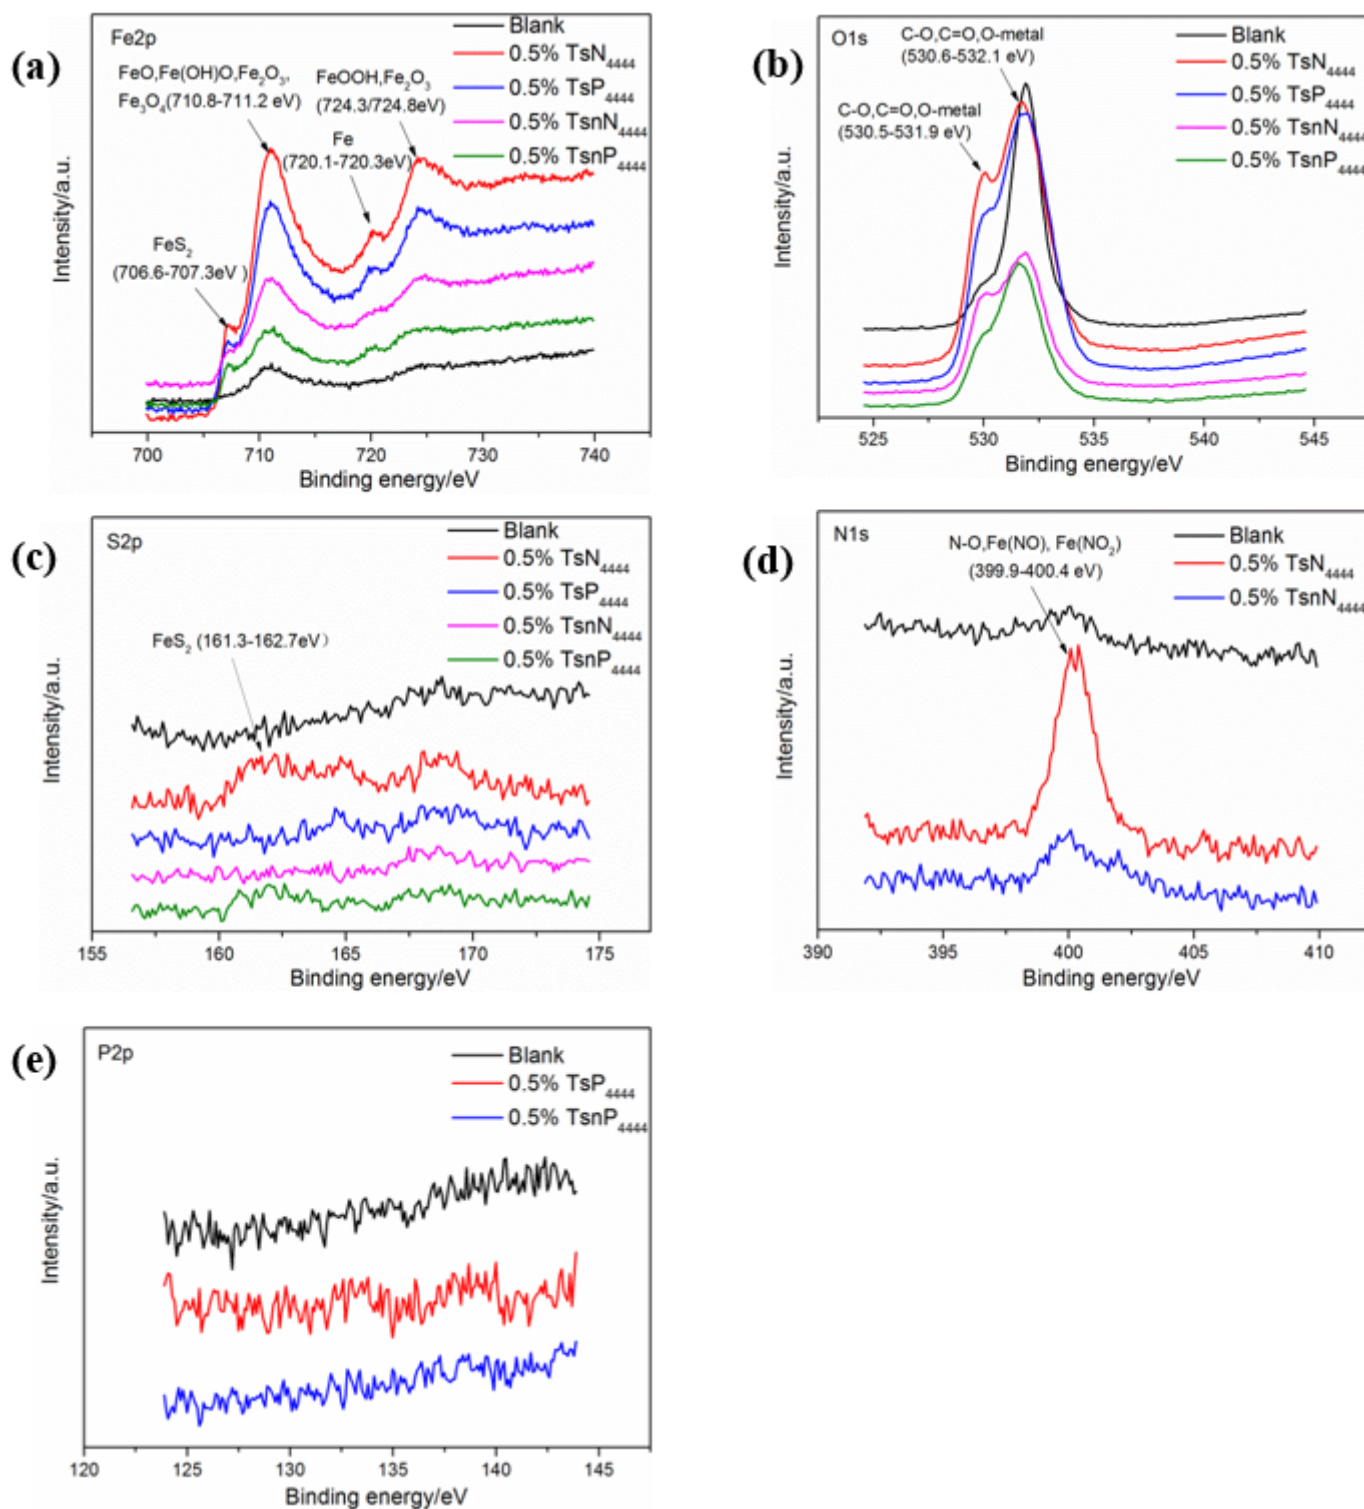 (a)
Fe2p
Blank
0.5% TsN4444
0.5% TsP4444
0.5% TsnN4444
0.5% TsnP4444
FeO,Fe(OH)O,Fe2O3,
Fe3O4(710.8-711.2 eV)
FeOOH,Fe2O3
(724.3/724.8eV)
Fe
(720.1-720.3eV)
FeS2
(706.6-707.3eV )
Intensity/a.u.
700 710 720 730 740
Binding energy/eV
(b)
O1s
C-O,C=O,O-metal
(530.6-532.1 eV)
C-O,C=O,O-metal
(530.5-531.9 eV)
Blank
0.5% TsN4444
0.5% TsP4444
0.5% TsnN4444
0.5% TsnP4444
Intensity/a.u.
525 530 535 540 545
Binding energy/eV
(c)
S2p
Blank
0.5% TsN4444
0.5% TsP4444
0.5% TsnN4444
0.5% TsnP4444
FeS2 (161.3-162.7eV)
Intensity/a.u.
155 160 165 170 175
Binding energy/eV
(d)
N1s
N-O,Fe(NO), Fe(NO2)
(399.9-400.4 eV)
Blank
0.5% TsN4444
0.5% TsnN4444
Intensity/a.u.
390 395 400 405 410
Binding energy/eV
(e)
P2p
Blank
0.5% TsP4444
0.5% TsnP4444
Intensity/a.u.
120 125 130 135 140 145
Binding energy/eV